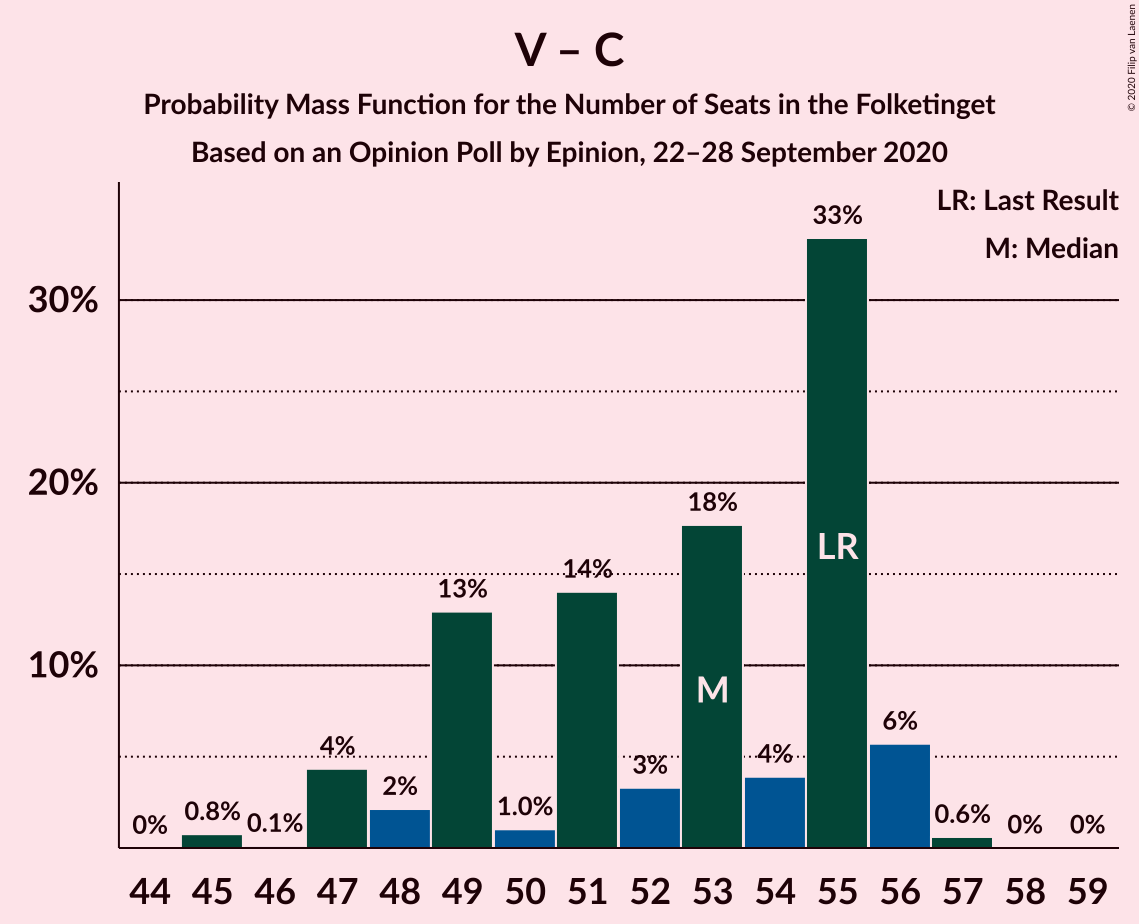 V – C
Probability Mass Function for the Number of Seats in the Folketinget
Based on an Opinion Poll by Epinion, 22–28 September 2020
© 2020 Filip van Laenen
LR: Last Result
M: Median
30%
20%
10%
0%
0.8%
0.1%
4%
2%
13%
1.0%
14%
3%
18%
4%
33%
6%
0.6%
0%
0%
M
LR
44 45 46 47 48 49 50 51 52 53 54 55 56 57 58 59